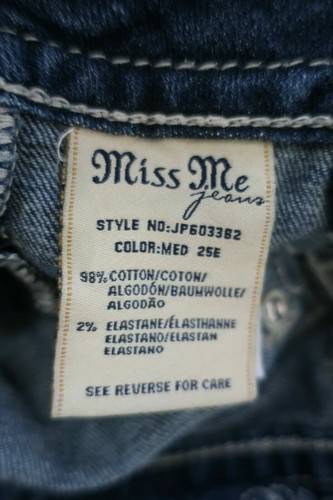 Miss Me
jeans
STYLE NO:JP603362
COLOR:MED 25E
98% COTTON/COTON/
ALGODÓN/BAUMWOLLE/
ALGODÃO
2% ELASTANE/ÉLASTHANNE
ELASTANO/ELASTAN
ELASTANO
SEE REVERSE FOR CARE